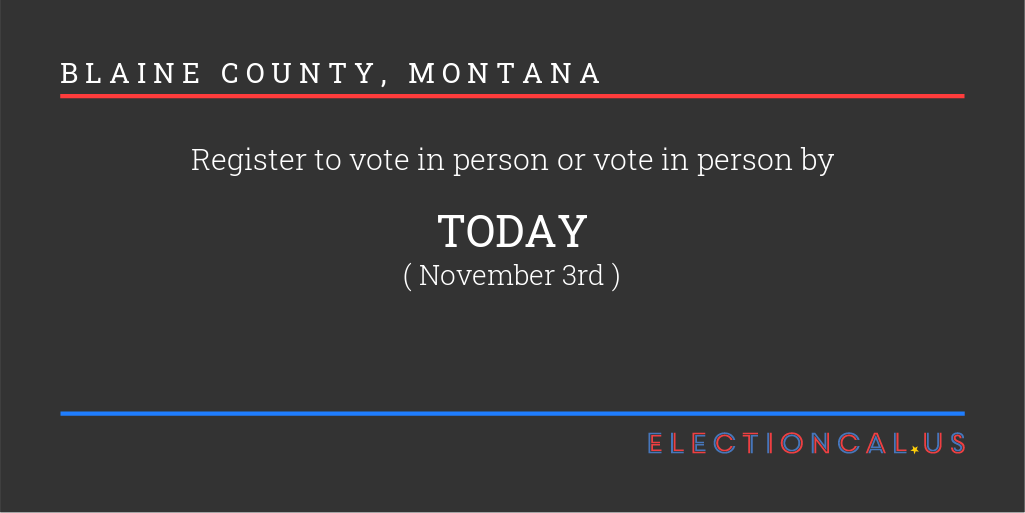 BLAINE COUNTY, MONTANA
Register to vote in person or vote in person by
TODAY
( November 3rd )
ELECTIONCAL.US